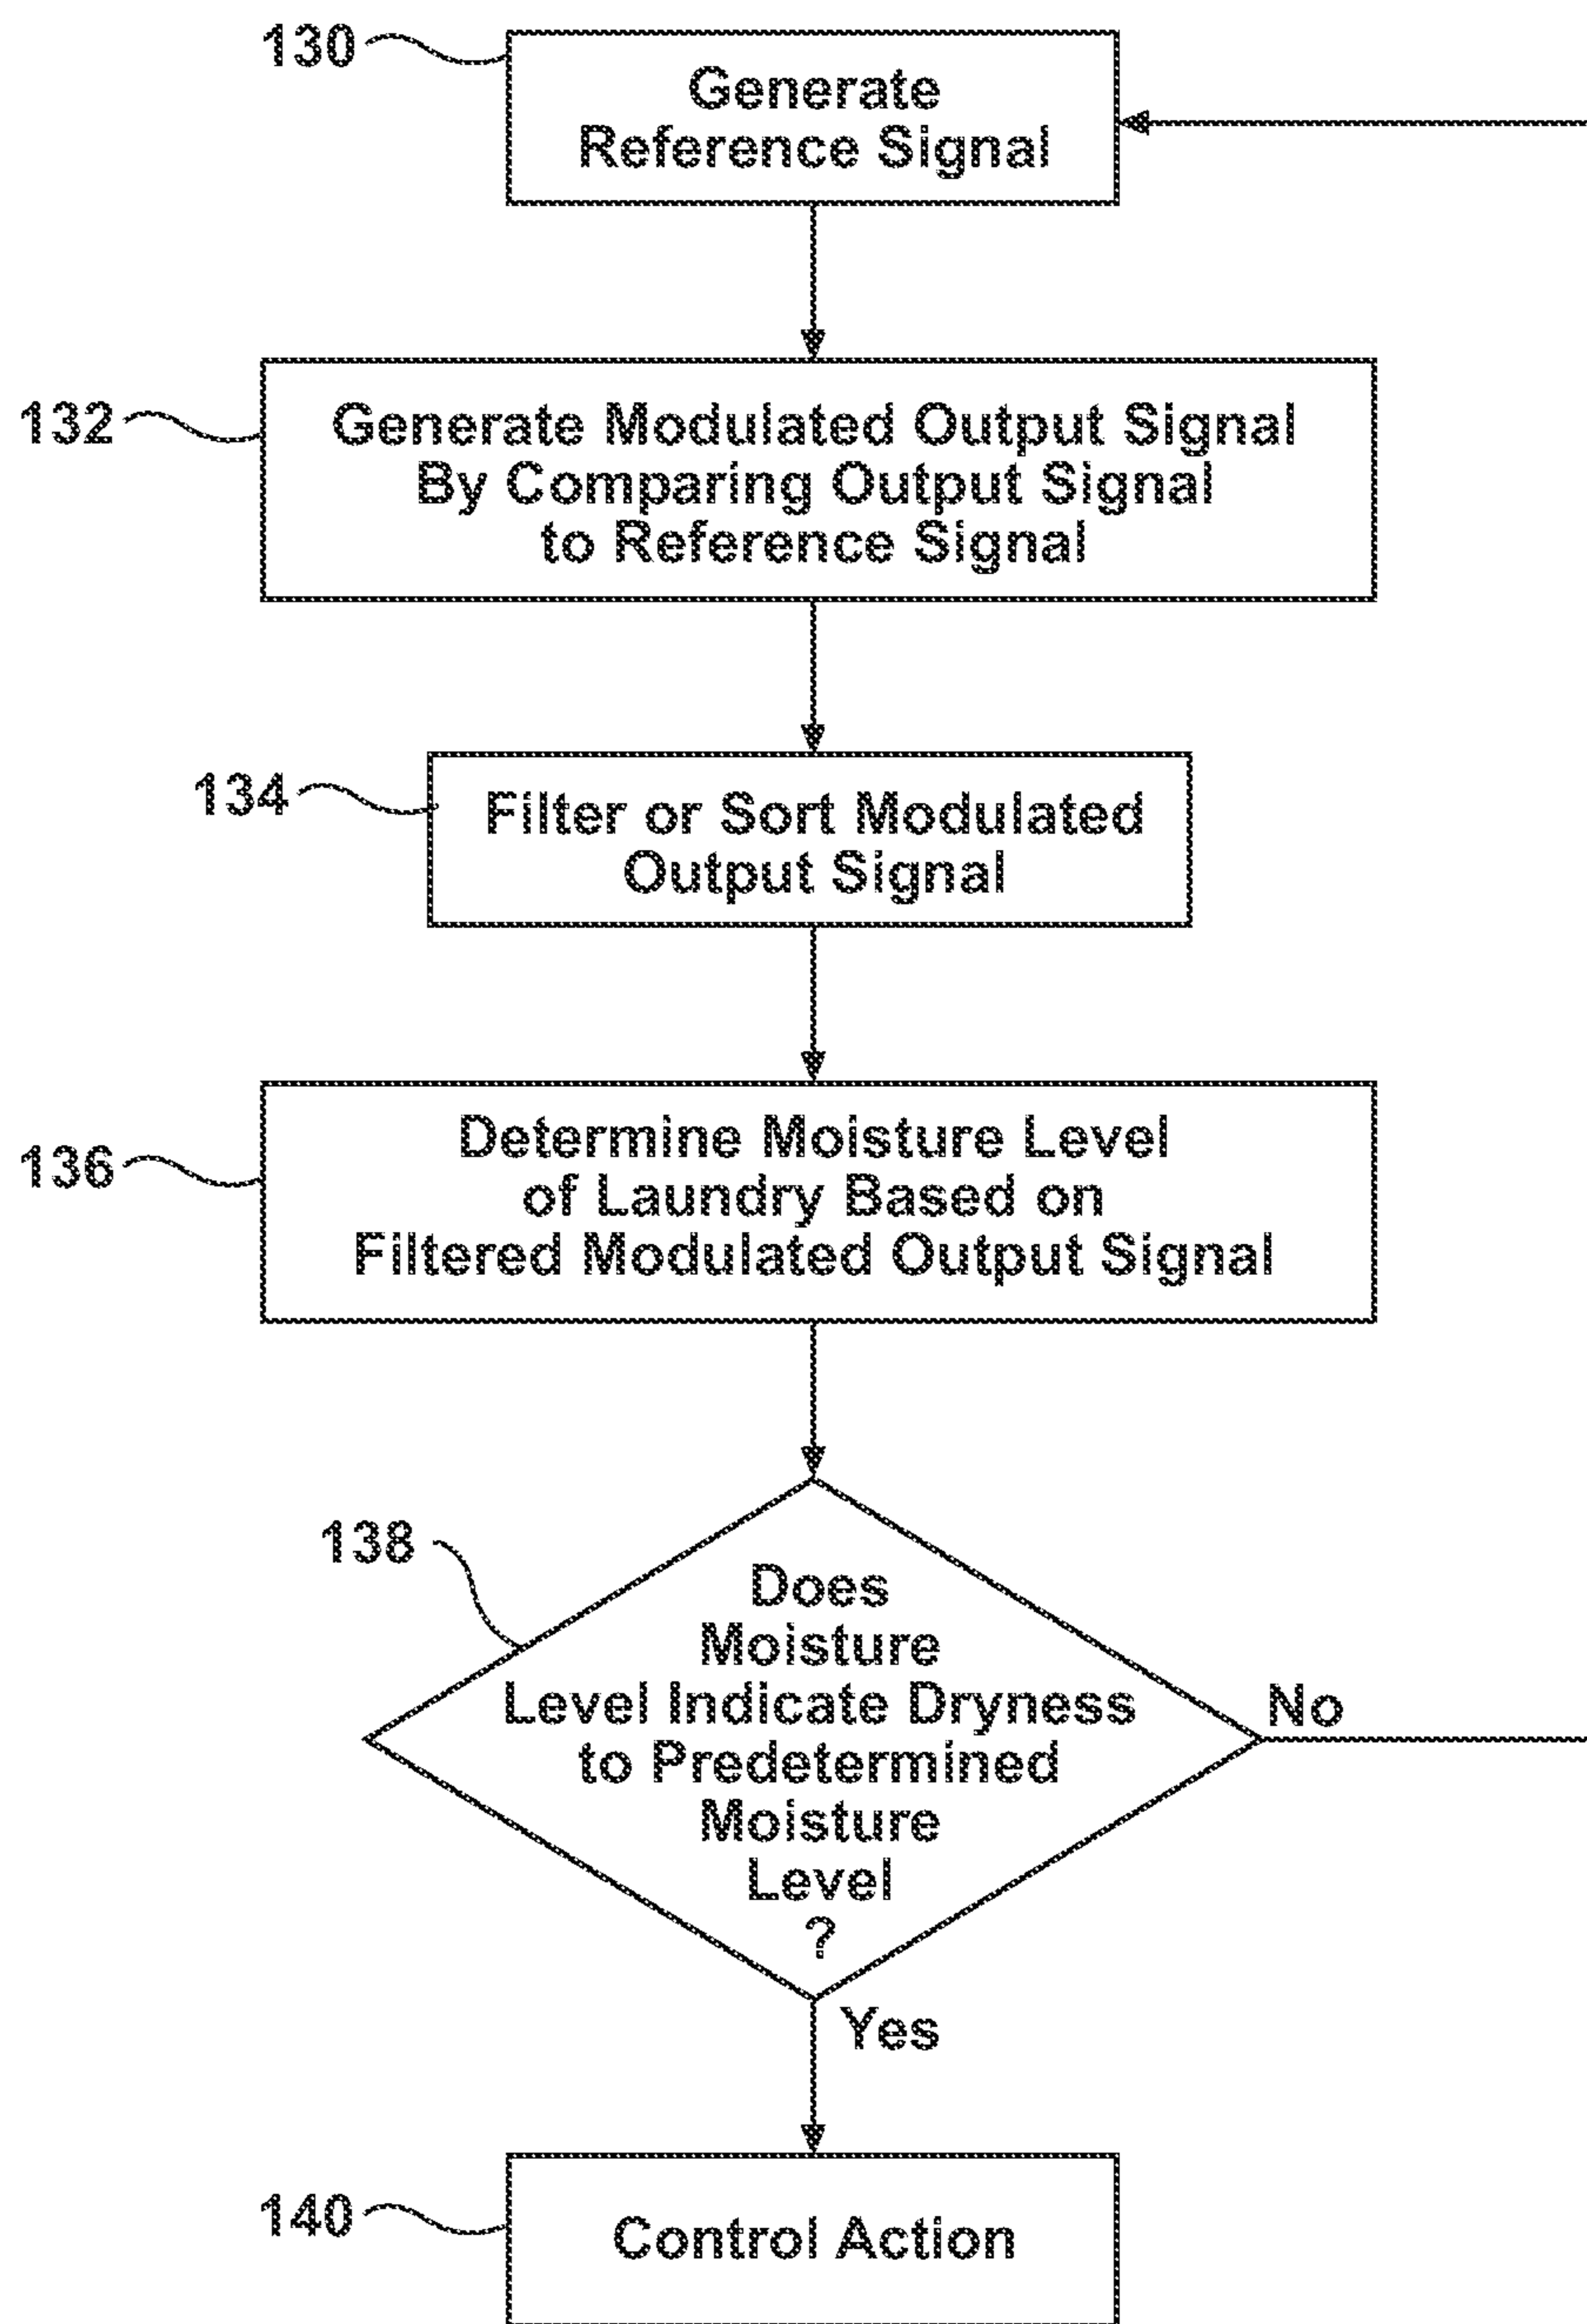 130
Generate
Reference Signal
132
Generate Modulated Output Signal
By Comparing Output Signal
to Reference Signal
134
Filter or Sort Modulated
Output Signal
136
Determine Moisture Level
of Laundry Based on
Filtered Modulated Output Signal
138
Does
Moisture
Level Indicate Dryness
to Predetermined
Moisture
Level
?
No
Yes
140
Control Action